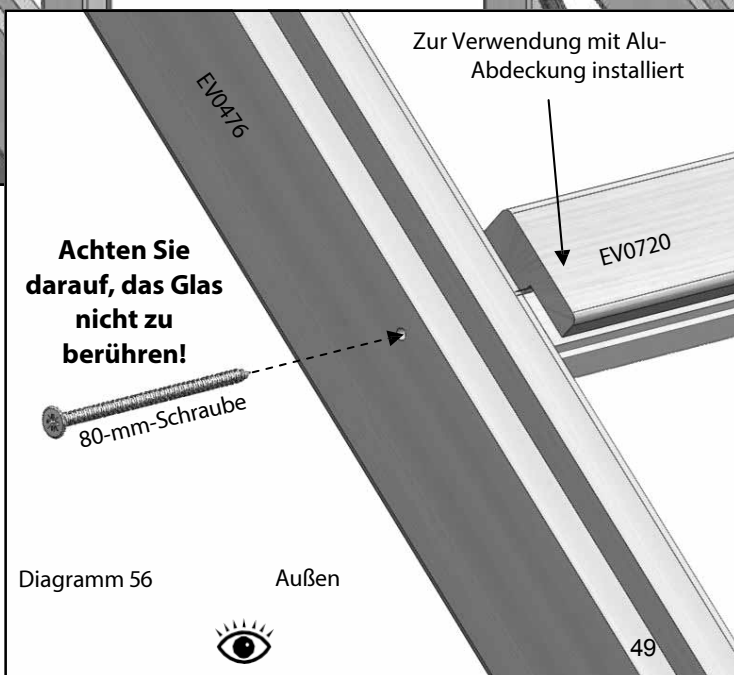 Zur Verwendung mit Alu-
Abdeckung installiert
EV0476
EV0720
Achten Sie
darauf, das Glas
nicht zu
berühren!
80-mm-Schraube
Diagramm 56
Außen
49